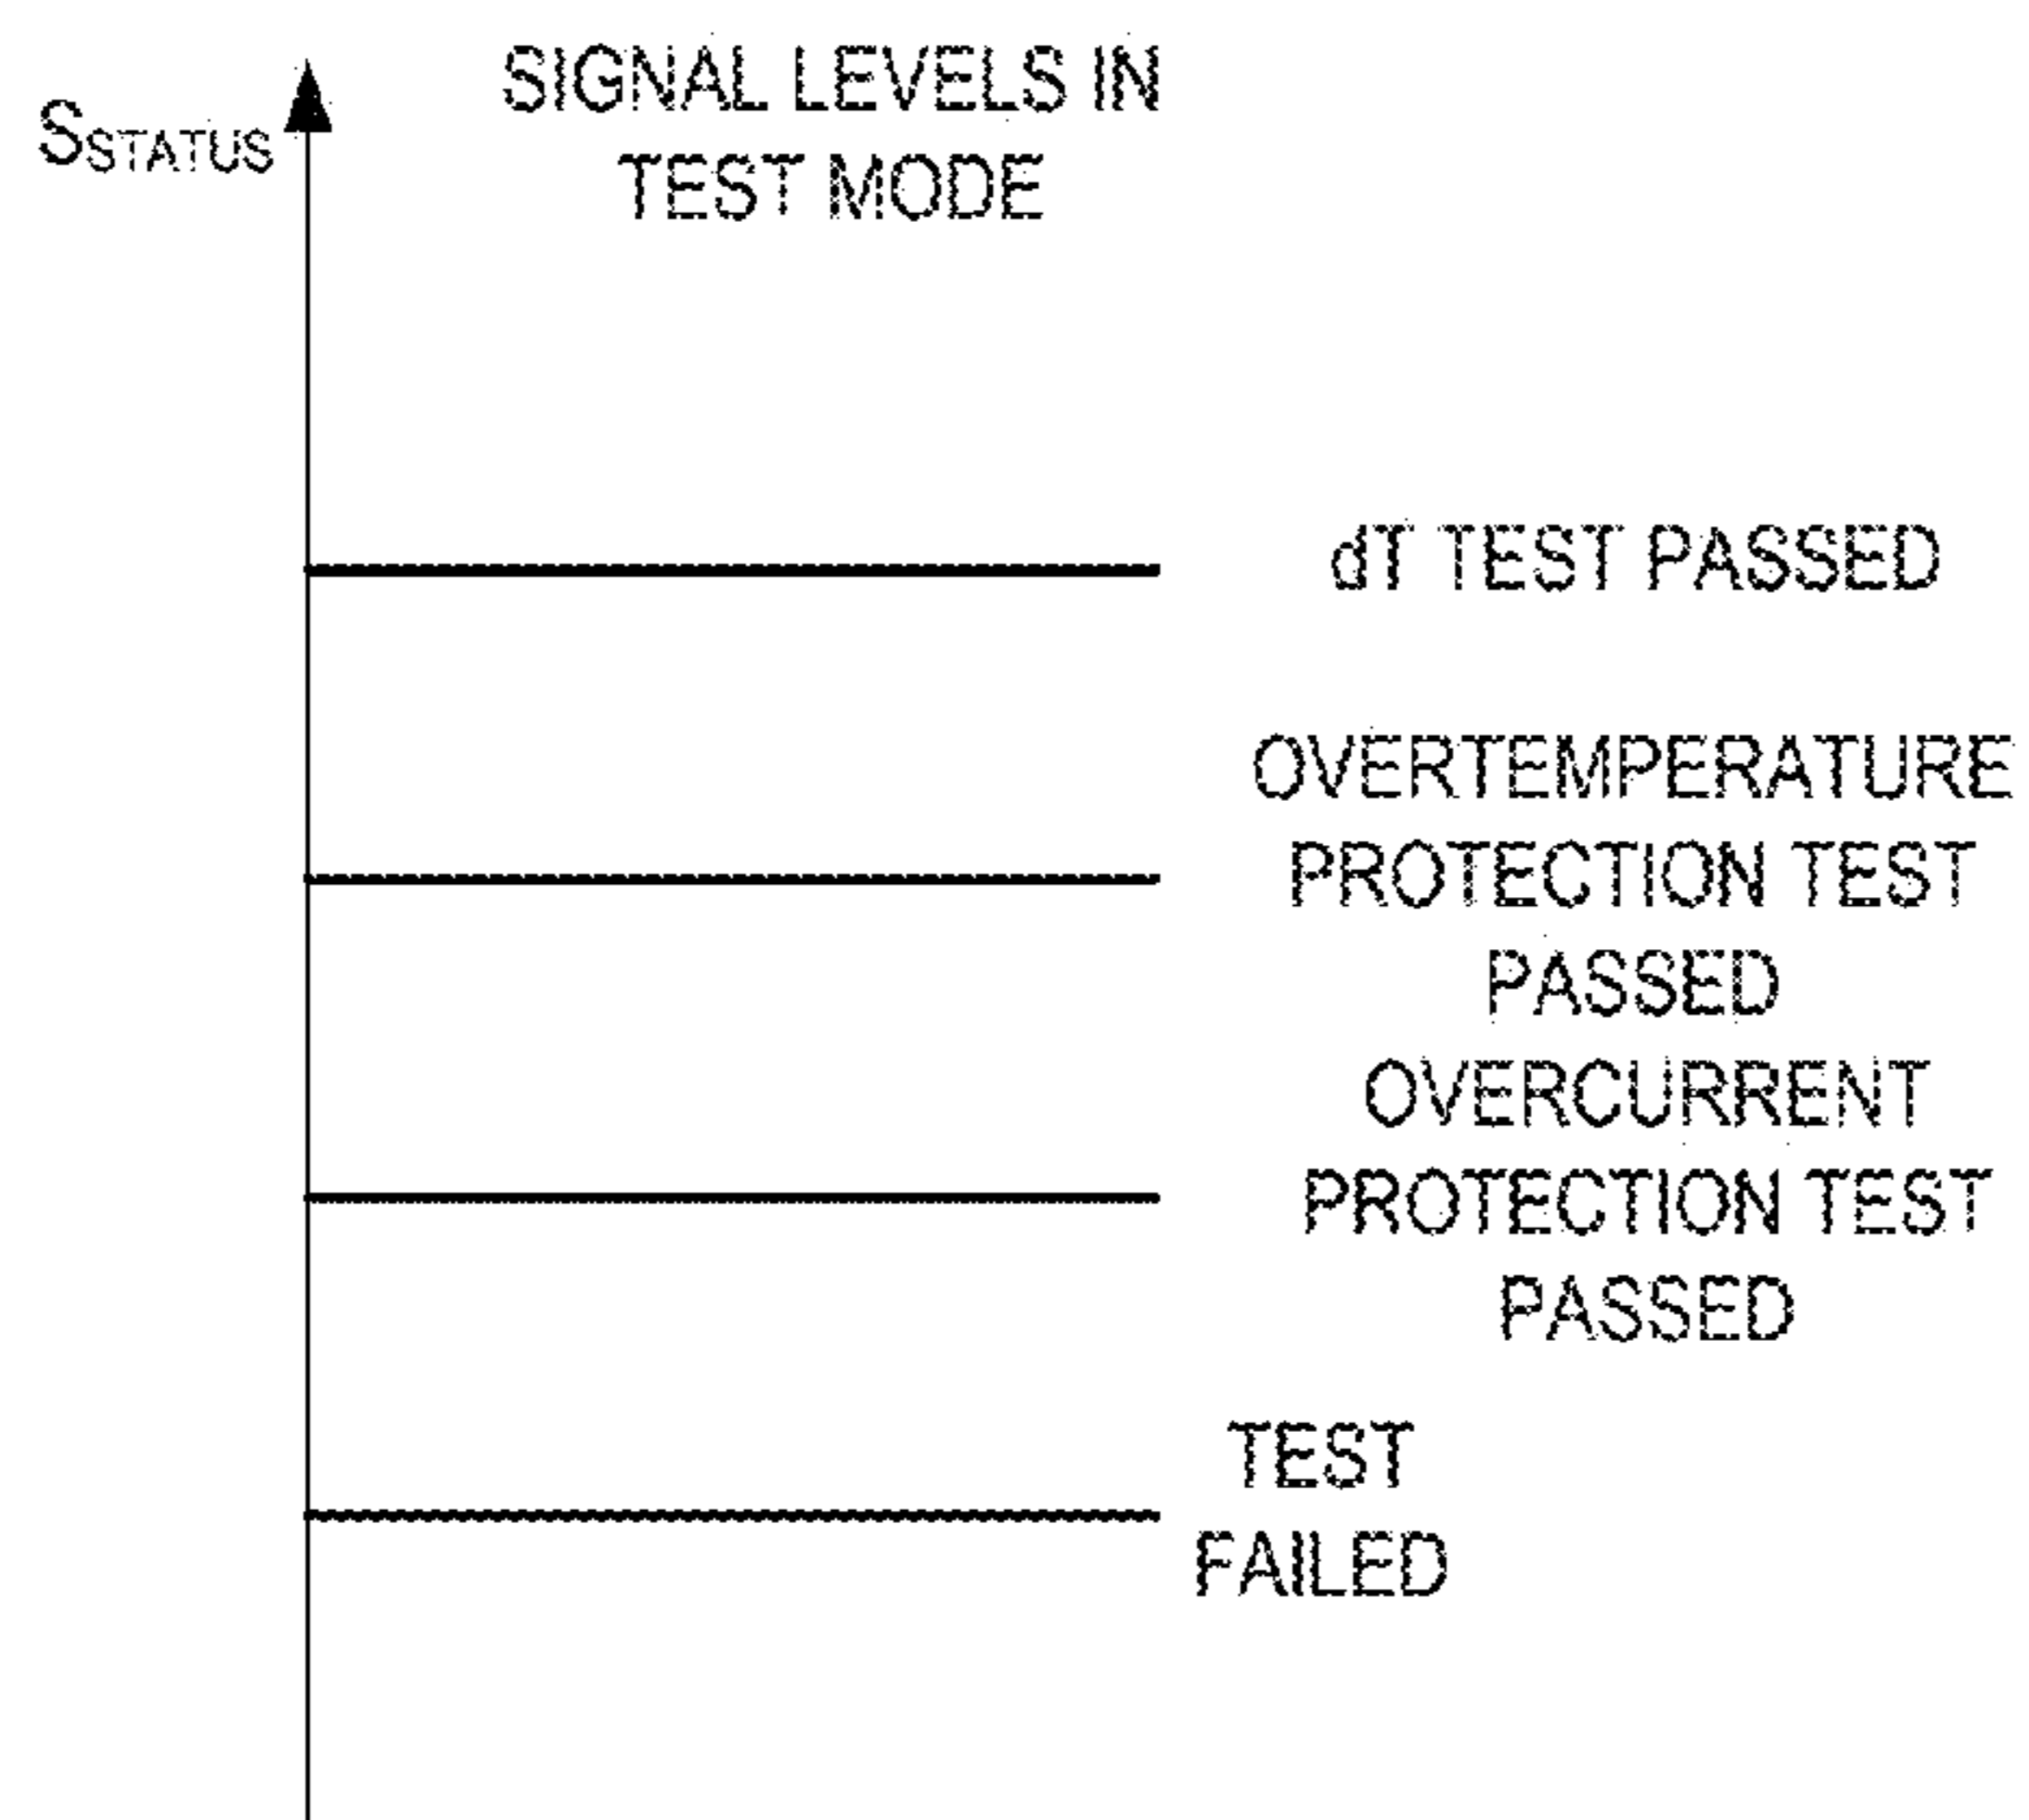 SIGNAL LEVELS IN
TEST MODE
SSTATUS
dT TEST PASSED
OVERTEMPERATURE
PROTECTION TEST
PASSED
OVERCURRENT
PROTECTION TEST
PASSED
TEST
FAILED